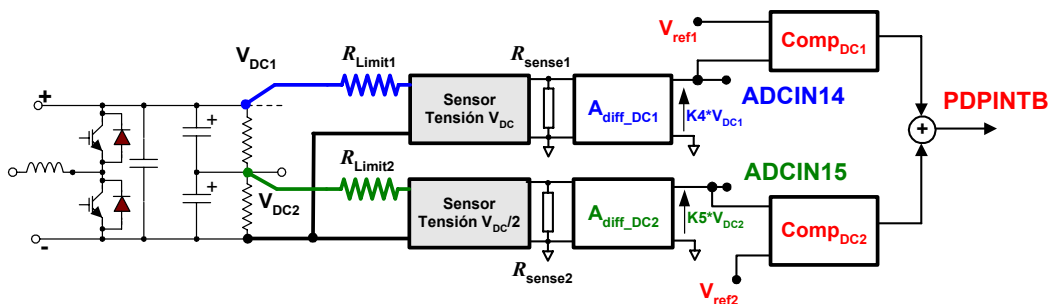 V_DC1
+
-
+
+
V_DC2
R_Limit1
R_Limit2
Sensor
Tensión V_DC
Sensor
Tensión V_DC/2
R_sense1
R_sense2
A_diff_DC1
A_diff_DC2
K4*V_DC1
K5*V_DC2
ADCIN14
ADCIN15
V_ref1
V_ref2
Comp_DC1
Comp_DC2
+
PDPINTB